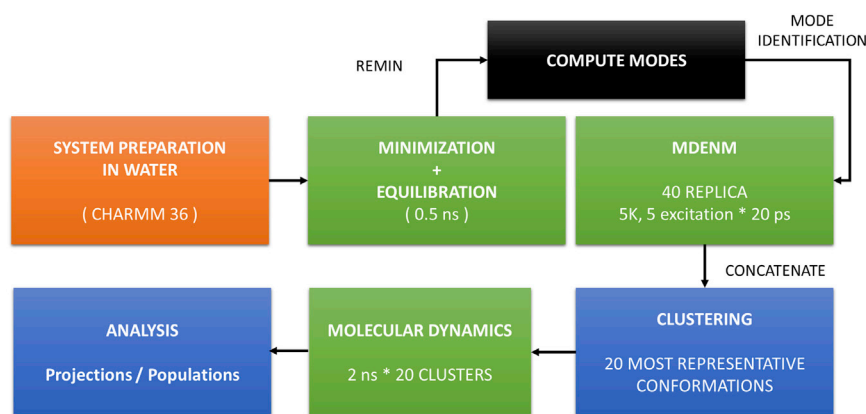 MODE
IDENTIFICATION
REMIN
COMPUTE MODES
SYSTEM PREPARATION
IN WATER
( CHARMM 36 )
MINIMIZATION
+
EQUILIBRATION
( 0.5 ns )
MDENM
40 REPLICA
5K, 5 excitation * 20 ps
CONCATENATE
CLUSTERING
20 MOST REPRESENTATIVE
CONFORMATIONS
MOLECULAR DYNAMICS
2 ns * 20 CLUSTERS
ANALYSIS
Projections / Populations